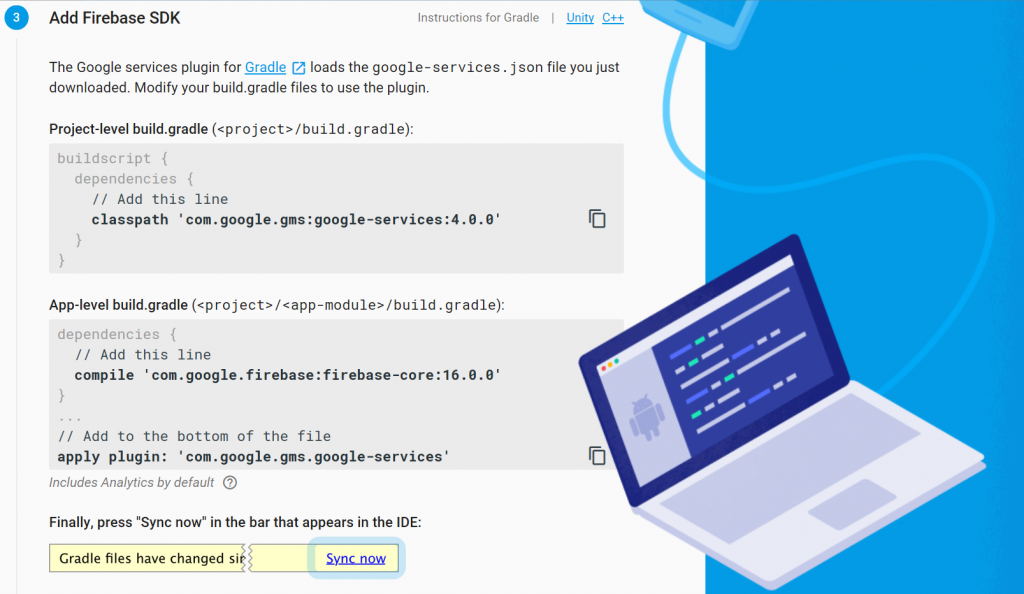 3 Add Firebase SDK Instructions for Gradle | Unity C++
The Google services plugin for Gradle loads the google-services.json file you just
downloaded. Modify your build.gradle files to use the plugin.
Project-level build.gradle (<project>/build.gradle):
buildscript {
dependencies {
// Add this line
classpath 'com.google.gms:google-services:4.0.0'
}
}
App-level build.gradle (<project>/<app-module>/build.gradle):
dependencies {
// Add this line
compile 'com.google.firebase:firebase-core:16.0.0'
}
...
// Add to the bottom of the file
apply plugin: 'com.google.gms.google-services'
Includes Analytics by default ?
Finally, press "Sync now" in the bar that appears in the IDE:
Gradle files have changed sin Sync now